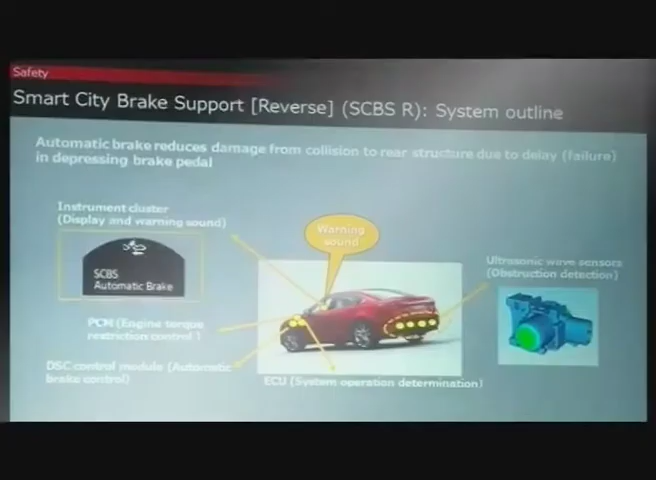 Safety
Smart City Brake Support [Reverse] (SCBS R): System outline
Automatic brake reduces damage from collision to rear structure due to delay (failure)
in depressing brake pedal
Instrument cluster
(Display and warning sound)
Warning
sound
SCBS
Automatic Brake
Ultrasonic wave sensors
(Obstruction detection)
PCM (Engine torque
restriction control )
DSC control module (Automatic
brake control)
ECU (System operation determination)